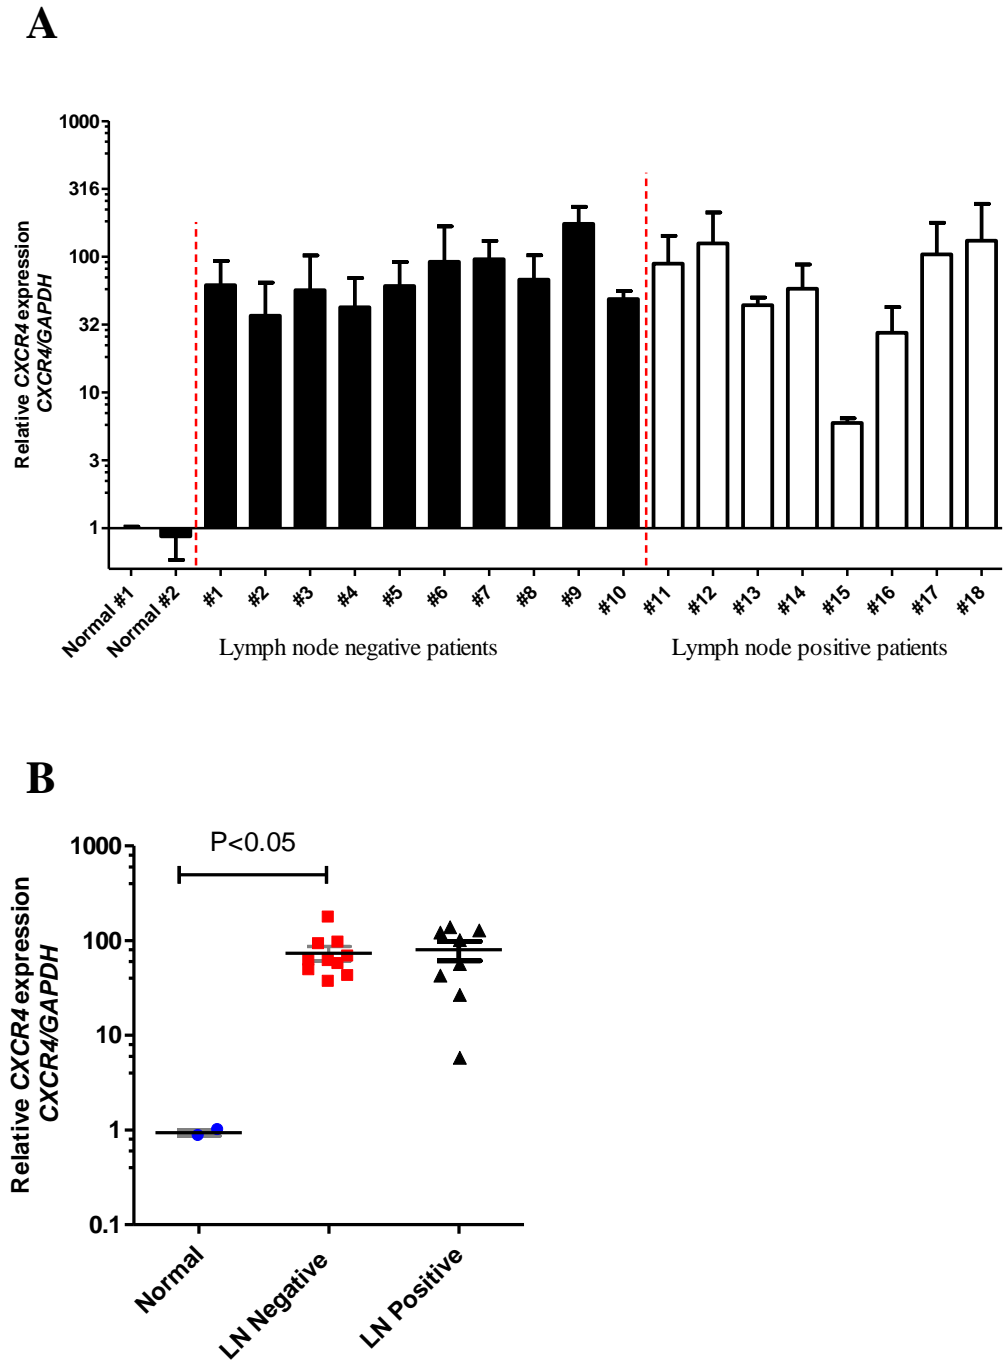 A
1000
316
100
32
10
3
1
Relative CXCR4 expression
CXCR4/GAPDH
Normal #1
Normal #2
#1
#2
#3
#4
#5
#6
#7
#8
#9
#10
#11
#12
#13
#14
#15
#16
#17
#18
Lymph node negative patients
Lymph node positive patients
B
P<0.05
1000
100
10
1
0.1
Relative CXCR4 expression
CXCR4/GAPDH
Normal
LN Negative
LN Positive